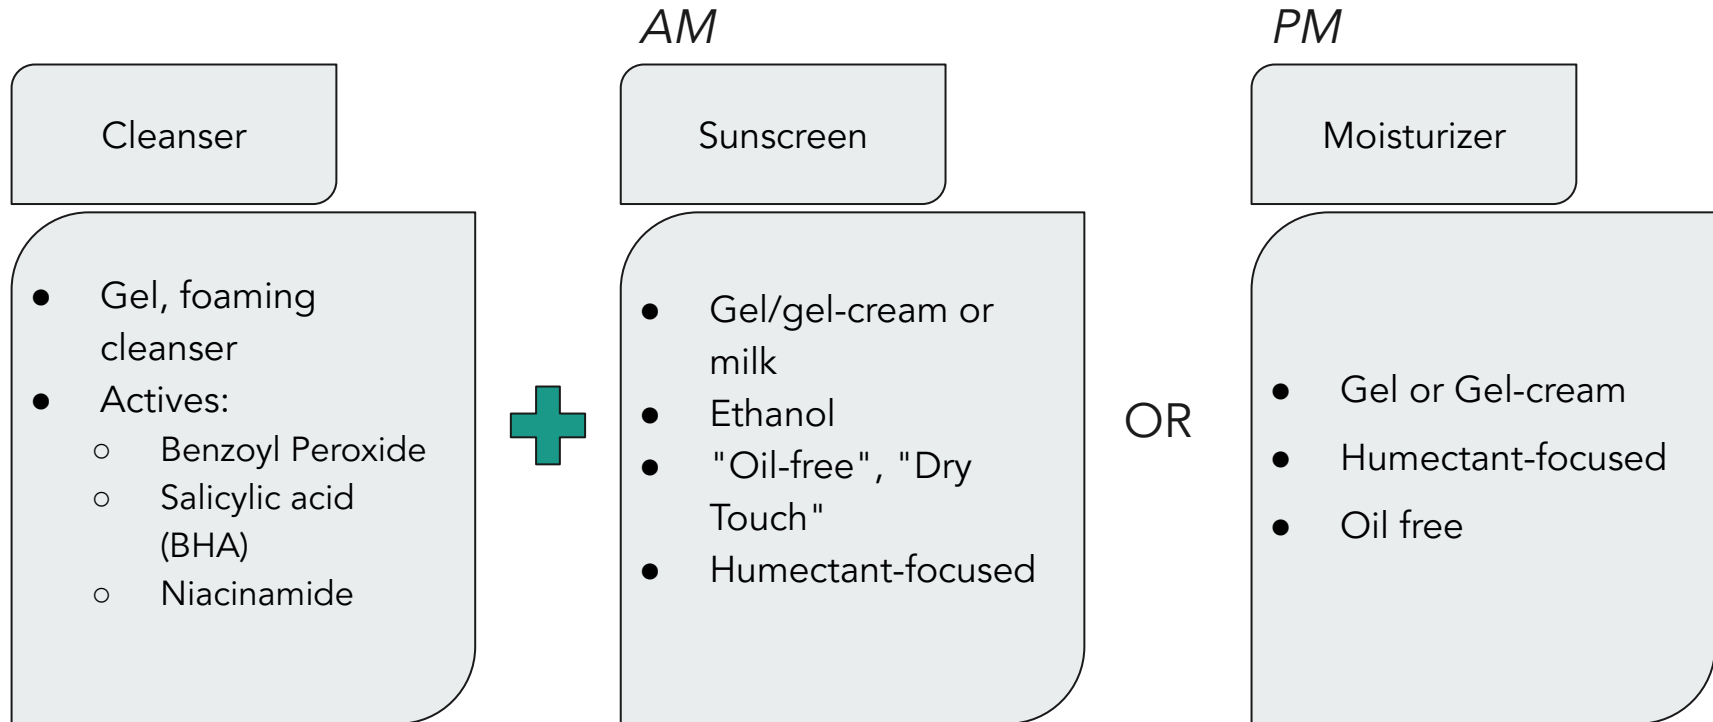 AM
PM
Cleanser
Sunscreen
Moisturizer
● Gel, foaming
cleanser
● Actives:
○ Benzoyl Peroxide
○ Salicylic acid
(BHA)
○ Niacinamide
● Gel/gel-cream or
milk
● Ethanol
● "Oil-free", "Dry
Touch"
● Humectant-focused
OR
● Gel or Gel-cream
● Humectant-focused
● Oil free